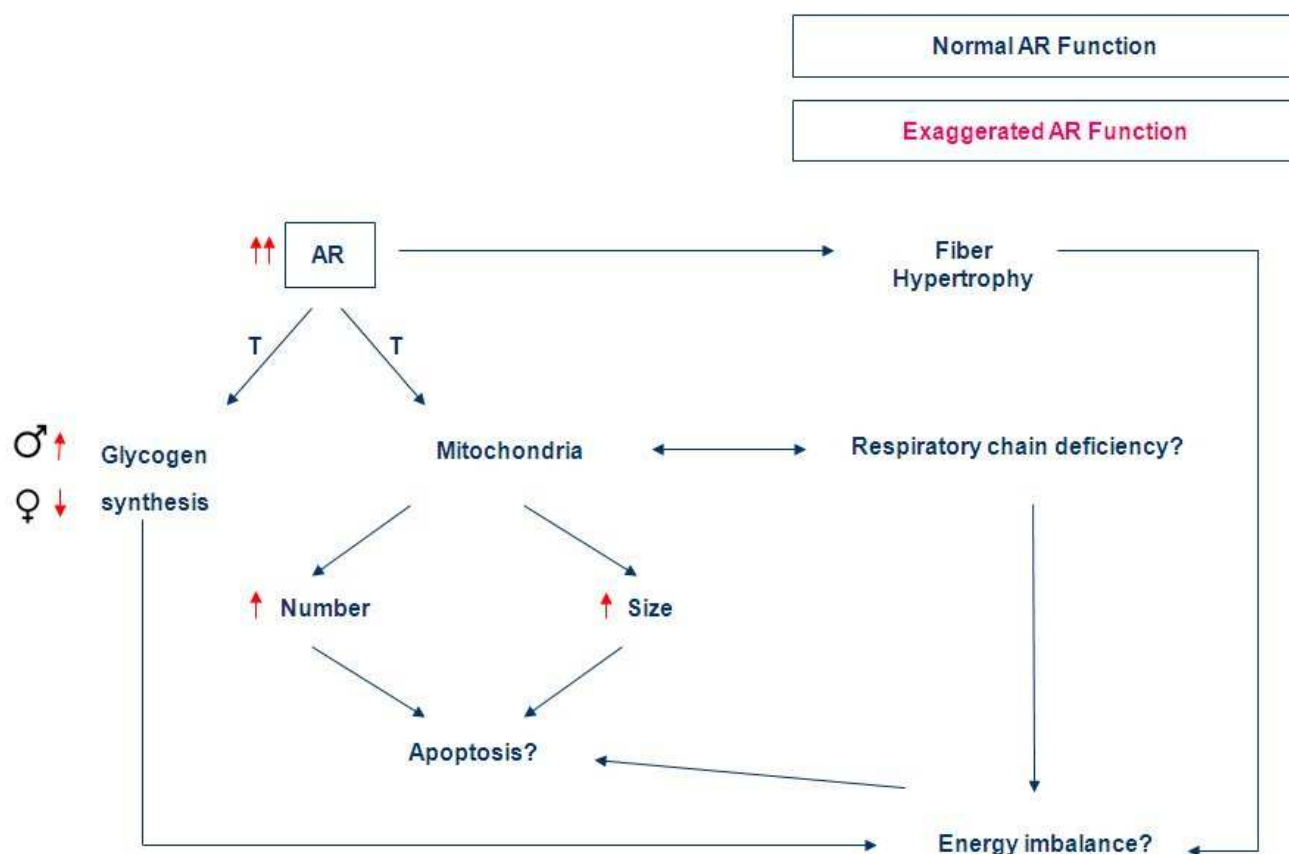 Normal AR Function
Exaggerated AR Function
AR
Fiber
Hypertrophy
T
T
Glycogen
synthesis
Mitochondria
Respiratory chain deficiency?
Number
Size
Apoptosis?
Energy imbalance?